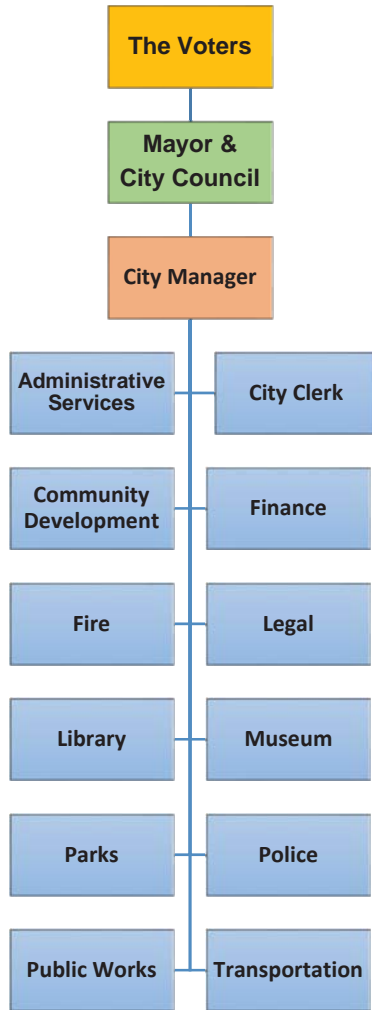 The Voters
Mayor &
City Council
City Manager
Administrative
Services
City Clerk
Community
Development
Finance
Fire
Legal
Library
Museum
Parks
Police
Public Works
Transportation